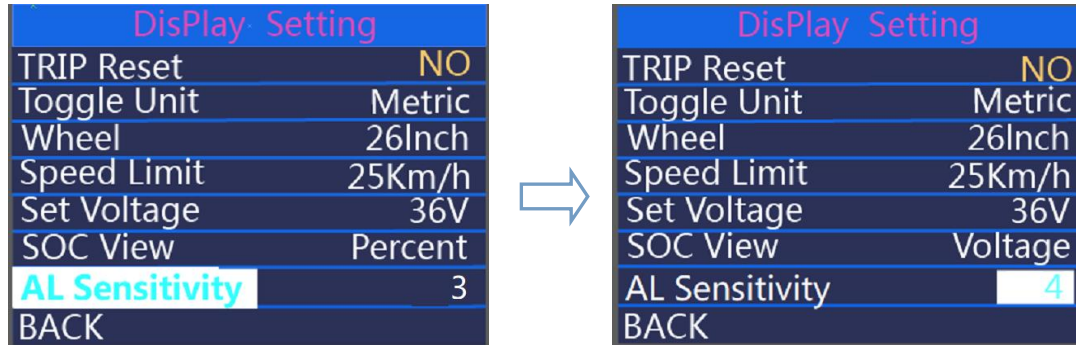 DisPlay Setting
TRIP Reset NO
Toggle Unit Metric
Wheel 26Inch
Speed Limit 25Km/h
Set Voltage 36V
SOC View Percent
AL Sensitivity 3
BACK
DisPlay Setting
TRIP Reset NO
Toggle Unit Metric
Wheel 26Inch
Speed Limit 25Km/h
Set Voltage 36V
SOC View Voltage
AL Sensitivity 4
BACK